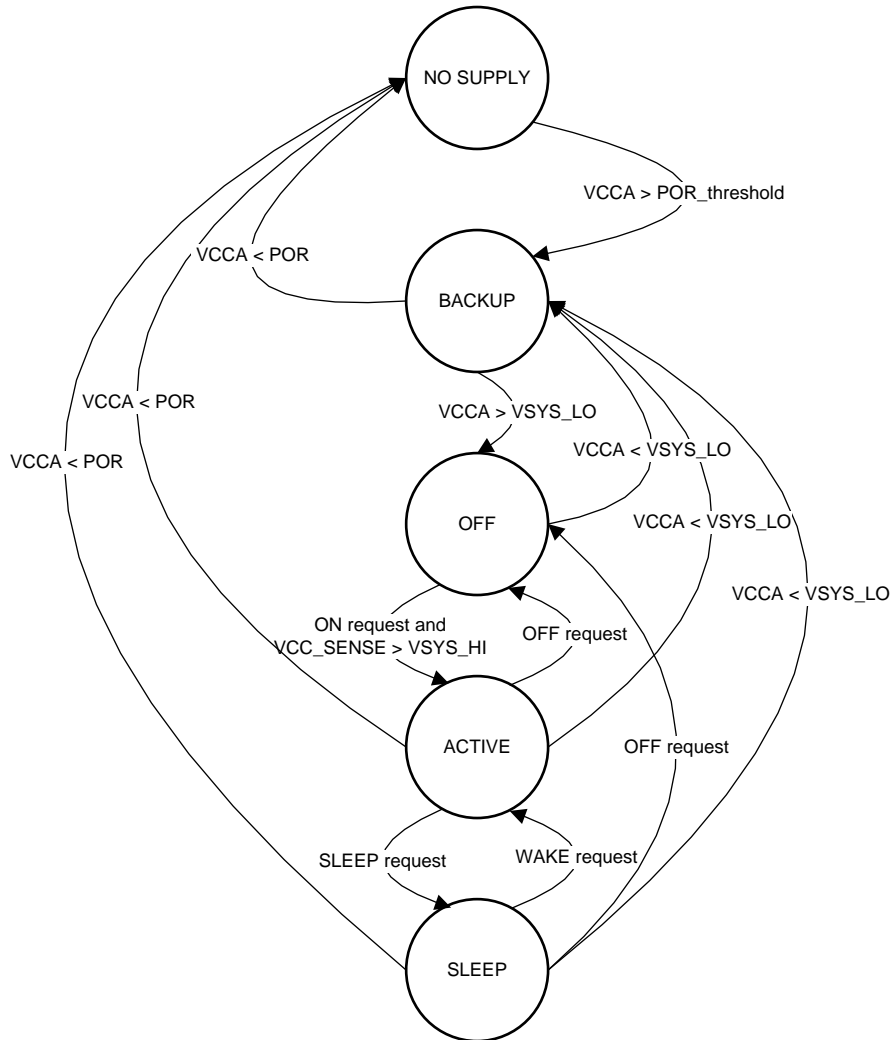 NO SUPPLY
VCCA > POR_threshold
VCCA < POR
BACKUP
VCCA < POR
VCCA > VSYS_LO
VCCA < VSYS_LO
VCCA < POR
OFF
VCCA < VSYS_LO
VCCA < VSYS_LO
ON request and
VCC_SENSE > VSYS_HI
OFF request
ACTIVE
OFF request
SLEEP request
WAKE request
SLEEP